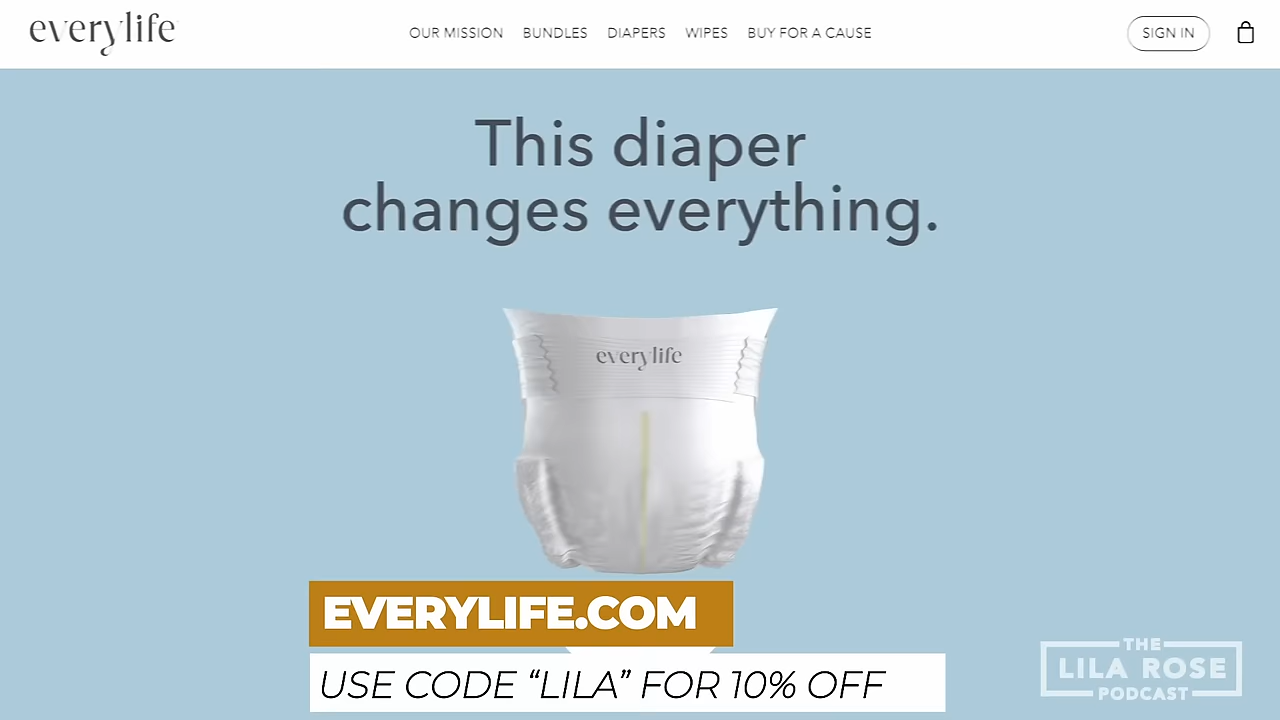 everylife
OUR MISSION BUNDLES DIAPERS WIPES BUY FOR A CAUSE
SIGN IN
This diaper
changes everything.
everylife
EVERYLIFE.COM
USE CODE “LILA” FOR 10% OFF
THE
LILA ROSE
PODCAST